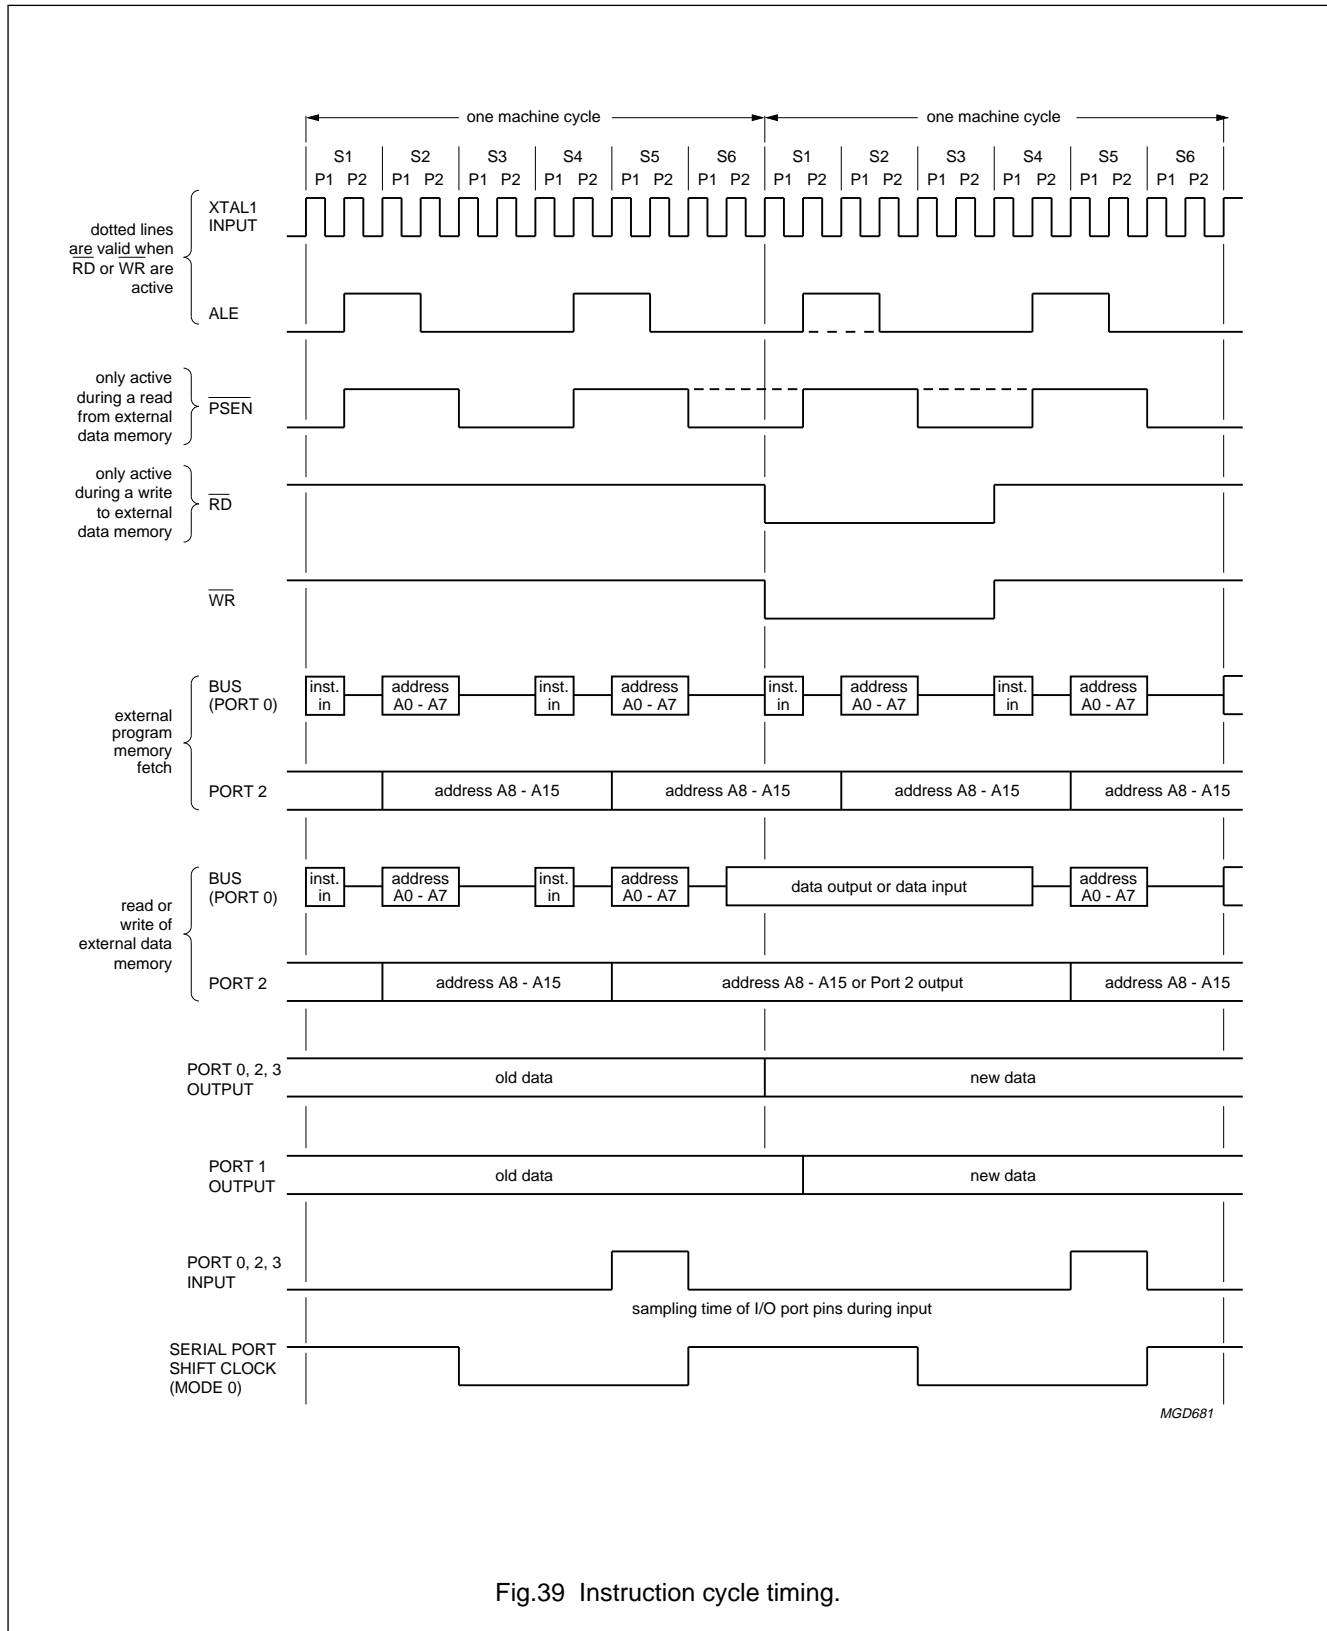 one machine cycle one machine cycle
S1 S2 S3 S4 S5 S6 S1 S2 S3 S4 S5 S6
P1 P2 P1 P2 P1 P2 P1 P2 P1 P2 P1 P2 P1 P2 P1 P2 P1 P2 P1 P2 P1 P2 P1 P2
XTAL1
INPUT
dotted lines
are valid when
RD or WR are
active
ALE
only active
during a read
from external
data memory
PSEN
only active
during a write
to external
data memory
RD
WR
external
program
memory
fetch
BUS
(PORT 0)
inst. address inst. address inst. address inst. address
in A0 - A7 in A0 - A7 in A0 - A7 in A0 - A7
PORT 2 address A8 - A15 address A8 - A15 address A8 - A15 address A8 - A15
read or
write of
external data
memory
BUS
(PORT 0)
inst. address inst. address data output or data input address
in A0 - A7 in A0 - A7 A0 - A7
PORT 2 address A8 - A15 address A8 - A15 or Port 2 output address A8 - A15
PORT 0, 2, 3
OUTPUT
old data new data
PORT 1
OUTPUT
old data new data
PORT 0, 2, 3
INPUT
sampling time of I/O port pins during input
SERIAL PORT
SHIFT CLOCK
(MODE 0)
MGD681
Fig.39 Instruction cycle timing.